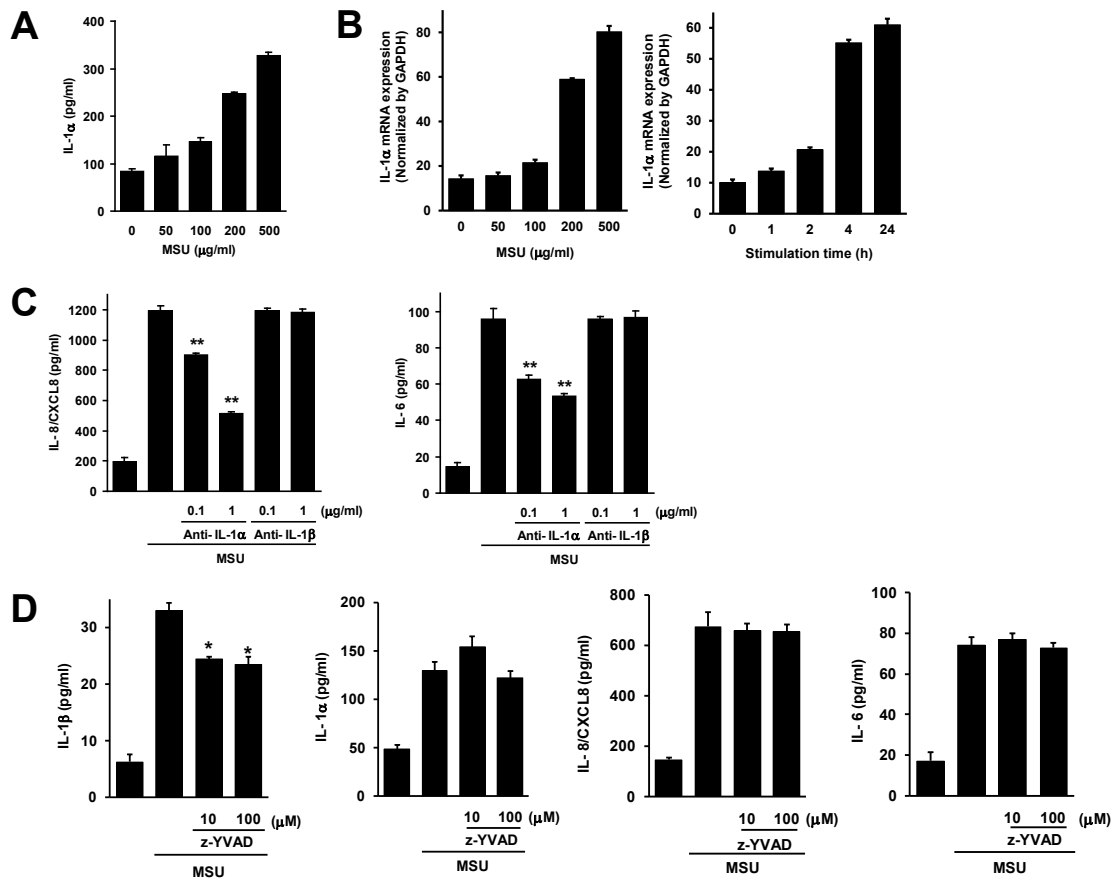 A
IL-1α (pg/ml)
400
300
200
100
0
0 50 100 200 500
MSU (µg/ml)
B
IL-1α mRNA expression
(Normalized by GAPDH)
80
60
40
20
0
0 50 100 200 500
MSU (µg/ml)
IL-1α mRNA expression
(Normalized by GAPDH)
70
60
50
40
30
20
10
0
0 1 2 4 24
Stimulation time (h)
C
IL- 8/CXCL8 (pg/ml)
1200
1000
800
600
400
200
0
**
**
0.1 1 0.1 1 (µg/ml)
Anti- IL-1α Anti- IL-1β
MSU
IL- 6 (pg/ml)
100
80
60
40
20
0
** **
0.1 1 0.1 1 (µg/ml)
Anti- IL-1α Anti- IL-1β
MSU
D
IL-1β (pg/ml)
33
22
6
0
* *
10 100 (µM)
z-YVAD
MSU
IL- 1α (pg/ml)
200
150
100
50
0
10 100 (µM)
z-YVAD
MSU
IL- 8/CXCL8 (pg/ml)
800
600
400
144
0
10 100 (µM)
z-YVAD
MSU
IL- 6 (pg/ml)
100
80
60
40
20
0
10 100 (µM)
z-YVAD
MSU